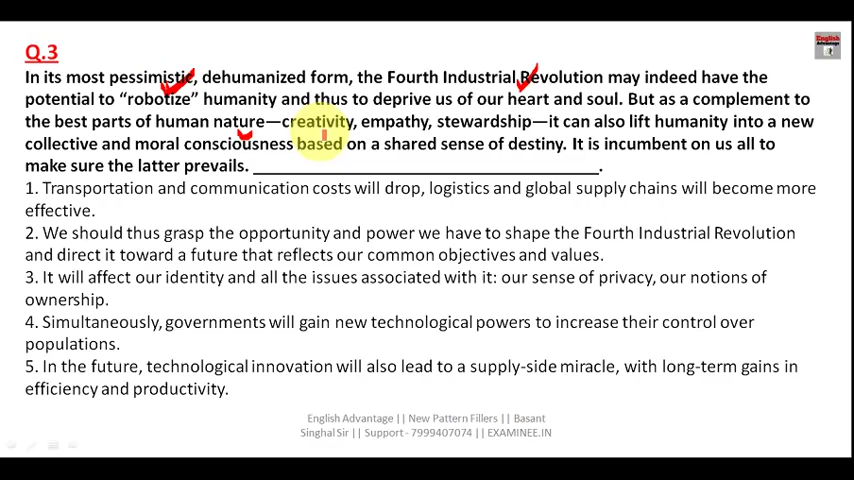 Q.3
English
Advantage
In its most pessimistic, dehumanized form, the Fourth Industrial Revolution may indeed have the
potential to “robotize” humanity and thus to deprive us of our heart and soul. But as a complement to
the best parts of human nature—creativity, empathy, stewardship—it can also lift humanity into a new
collective and moral consciousness based on a shared sense of destiny. It is incumbent on us all to
make sure the latter prevails. ______________________________________.
1. Transportation and communication costs will drop, logistics and global supply chains will become more
effective.
2. We should thus grasp the opportunity and power we have to shape the Fourth Industrial Revolution
and direct it toward a future that reflects our common objectives and values.
3. It will affect our identity and all the issues associated with it: our sense of privacy, our notions of
ownership.
4. Simultaneously, governments will gain new technological powers to increase their control over
populations.
5. In the future, technological innovation will also lead to a supply-side miracle, with long-term gains in
efficiency and productivity.
English Advantage || New Pattern Fillers || Basant
Singhal Sir || Support - 7999407074 || EXAMINEE.IN